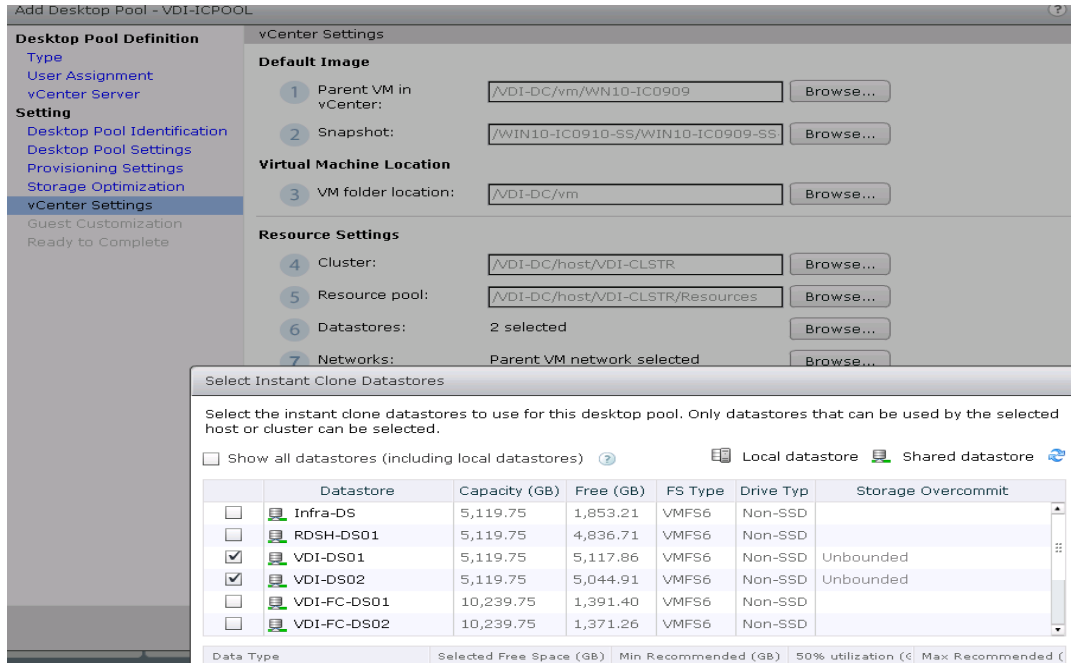 Add Desktop Pool - VDI-ICPOOL
Desktop Pool Definition
Type
User Assignment
vCenter Server
Setting
Desktop Pool Identification
Desktop Pool Settings
Provisioning Settings
Storage Optimization
vCenter Settings
Guest Customization
Ready to Complete
vCenter Settings
Default Image
1 Parent VM in vCenter: /VDI-DC/vm/WN10-IC0909 Browse...
2 Snapshot: /WIN10-IC0910-SS/WIN10-IC0909-SS- Browse...
Virtual Machine Location
3 VM folder location: /VDI-DC/vm Browse...
Resource Settings
4 Cluster: /VDI-DC/host/VDI-CLSTR Browse...
5 Resource pool: /VDI-DC/host/VDI-CLSTR/Resources Browse...
6 Datastores: 2 selected Browse...
7 Networks: Parent VM network selected Browse...
Select Instant Clone Datastores
Select the instant clone datastores to use for this desktop pool. Only datastores that can be used by the selected
host or cluster can be selected.
Show all datastores (including local datastores) ? Local datastore Shared datastore
Datastore Capacity (GB) Free (GB) FS Type Drive Typ Storage Overcommit
Infra-DS 5,119.75 1,853.21 VMFS6 Non-SSD
RDSH-DS01 5,119.75 4,836.71 VMFS6 Non-SSD
VDI-DS01 5,119.75 5,117.86 VMFS6 Non-SSD Unbounded
VDI-DS02 5,119.75 5,044.91 VMFS6 Non-SSD Unbounded
VDI-FC-DS01 10,239.75 1,391.40 VMFS6 Non-SSD
VDI-FC-DS02 10,239.75 1,371.26 VMFS6 Non-SSD
Data Type Selected Free Space (GB) Min Recommended (GB) 50% utilization (G Max Recommended (